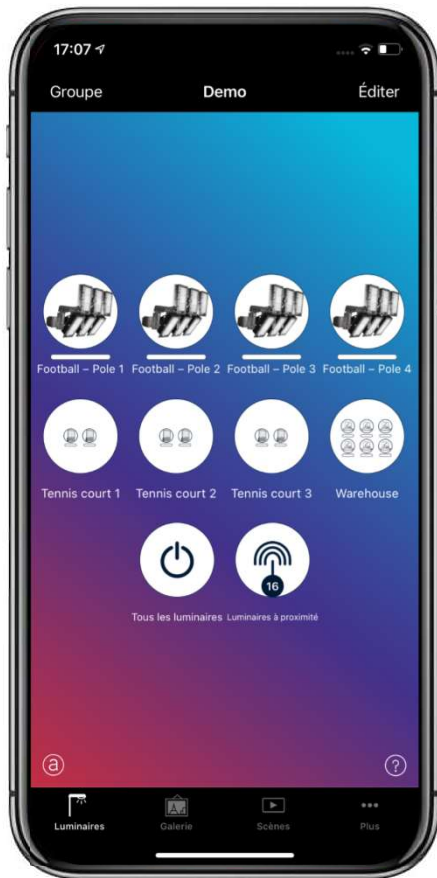 17:07
Groupe Demo Éditer
Football – Pole 1 Football – Pole 2 Football – Pole 3 Football – Pole 4
Tennis court 1 Tennis court 2 Tennis court 3 Warehouse
16
Tous les luminaires Luminaires à proximité
a ?
Luminaires Galerie Scènes Plus